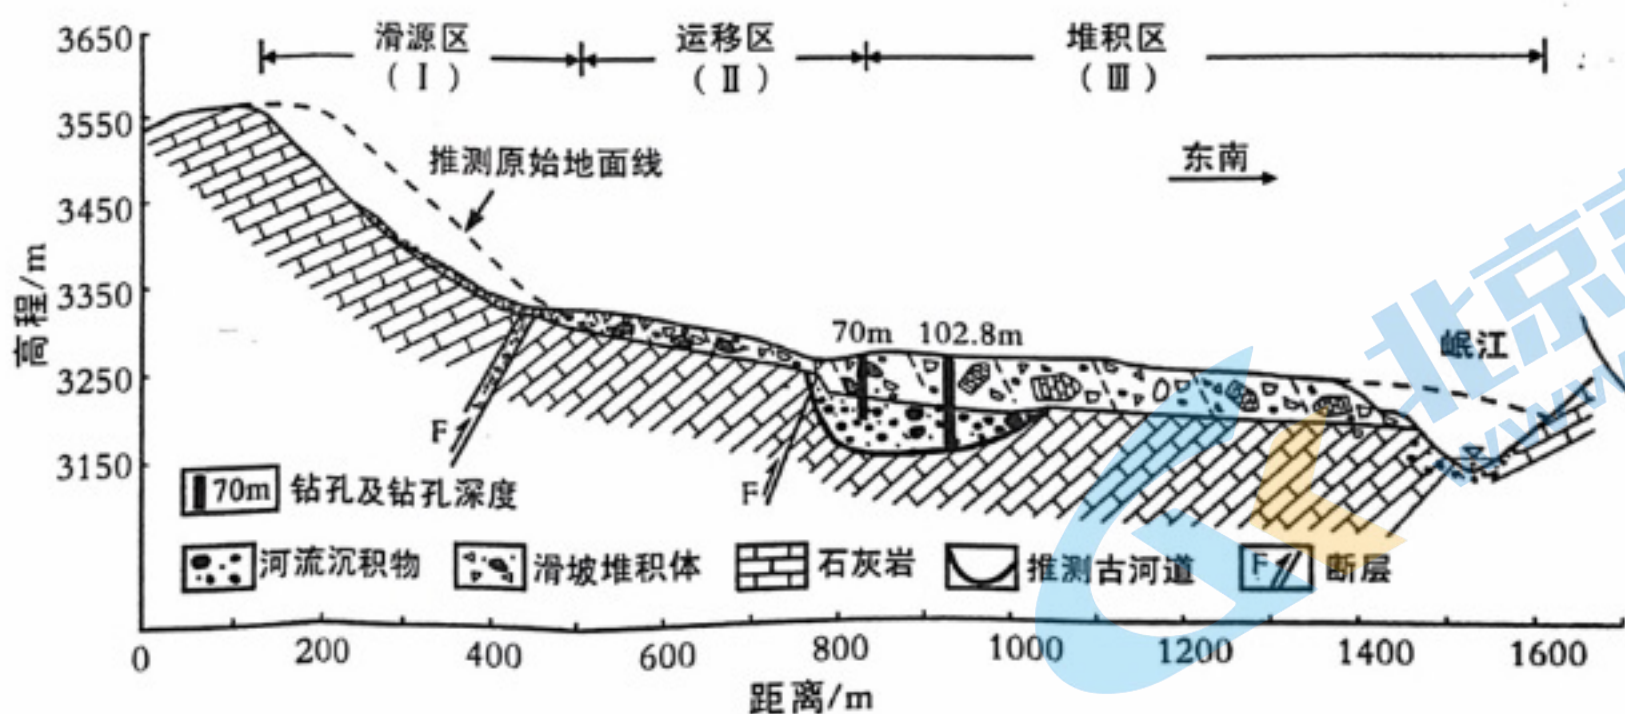 3650
滑源区
(Ⅰ)
运移区
(Ⅱ)
堆积区
(Ⅲ)
3550
推测原始地面线
东南
3450
高程/m
3350
70m 102.8m
岷江
3250
F
3150
F
70m 钻孔及钻孔深度
河流沉积物
滑坡堆积体
石灰岩
推测古河道
F 断层
0 200 400 600 800 1000 1200 1400 1600
距离/m
北京
www